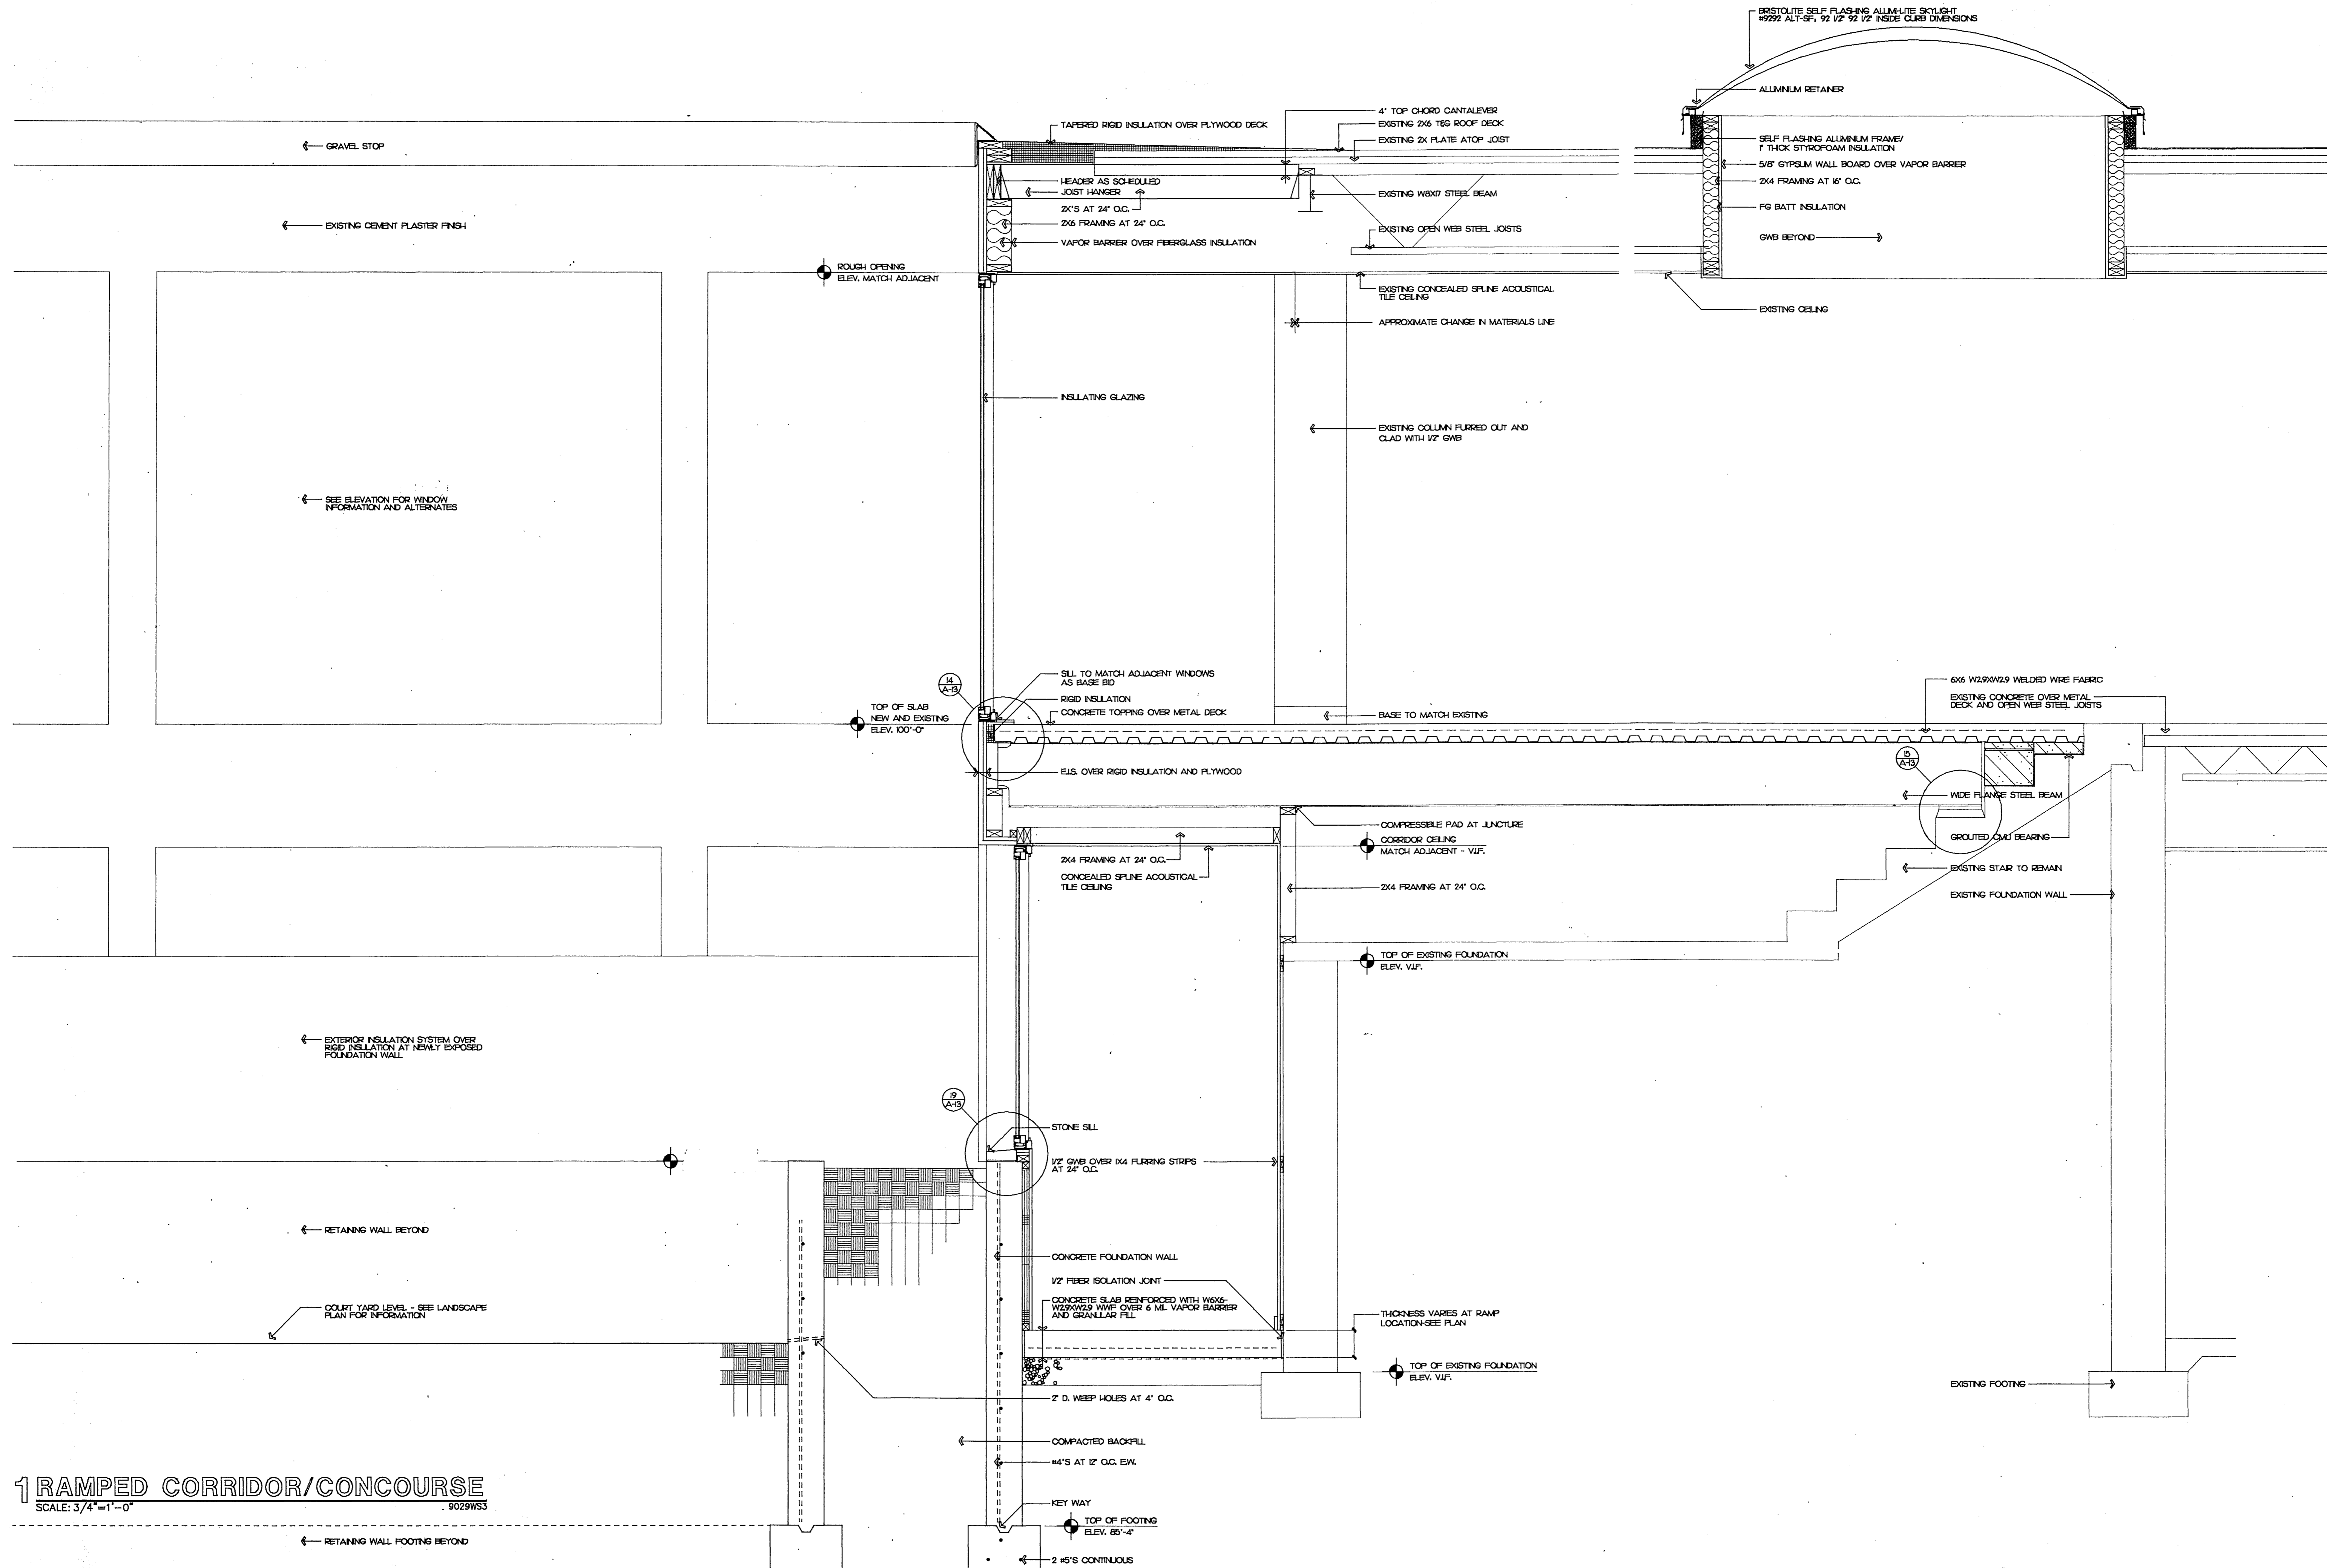 BRISTOLITE SELF FLASHING ALUM-LITE SKYLIGHT
#9292 ALT-SF, 92 1/2" 92 1/2" INSIDE CURB DIMENSIONS
ALUMINUM RETAINER
SELF FLASHING ALUMINUM FRAME/
1" THICK STYROFOAM INSULATION
5/8" GYPSUM WALL BOARD OVER VAPOR BARRIER
2X4 FRAMING AT 16" O.C.
FG BATT INSULATION
GWB BEYOND
EXISTING CEILING
4' TOP CHORD CANTALEVER
EXISTING 2X6 T&G ROOF DECK
EXISTING 2X PLATE ATOP JOIST
EXISTING W8X17 STEEL BEAM
EXISTING OPEN WEB STEEL JOISTS
EXISTING CONCEALED SPLINE ACOUSTICAL
TILE CEILING
APPROXIMATE CHANGE IN MATERIALS LINE
EXISTING COLUMN FURRED OUT AND
CLAD WITH 1/2" GWB
TAPERED RIGID INSULATION OVER PLYWOOD DECK
HEADER AS SCHEDULED
JOIST HANGER
2X'S AT 24" O.C.
2X6 FRAMING AT 24" O.C.
VAPOR BARRIER OVER FIBERGLASS INSULATION
GRAVEL STOP
EXISTING CEMENT PLASTER FINISH
ROUGH OPENING
ELEV. MATCH ADJACENT
INSULATING GLAZING
SEE ELEVATION FOR WINDOW
INFORMATION AND ALTERNATES
14
A-13
SILL TO MATCH ADJACENT WINDOWS
AS BASE BID
RIGID INSULATION
CONCRETE TOPPING OVER METAL DECK
TOP OF SLAB
NEW AND EXISTING
ELEV. 100'-0"
BASE TO MATCH EXISTING
6X6 W2.9XW2.9 WELDED WIRE FABRIC
EXISTING CONCRETE OVER METAL
DECK AND OPEN WEB STEEL JOISTS
15
A-13
E.I.S. OVER RIGID INSULATION AND PLYWOOD
WIDE FLANGE STEEL BEAM
COMPRESSIBLE PAD AT JUNCTURE
GROUTED CMU BEARING
CORRIDOR CEILING
MATCH ADJACENT - V.I.F.
2X4 FRAMING AT 24" O.C.
CONCEALED SPLINE ACOUSTICAL
TILE CEILING
2X4 FRAMING AT 24" O.C.
EXISTING STAIR TO REMAIN
EXISTING FOUNDATION WALL
TOP OF EXISTING FOUNDATION
ELEV. V.I.F.
EXTERIOR INSULATION SYSTEM OVER
RIGID INSULATION AT NEWLY EXPOSED
FOUNDATION WALL
19
A-13
STONE SILL
1/2" GWB OVER 1X4 FURRING STRIPS
AT 24" O.C.
RETAINING WALL BEYOND
CONCRETE FOUNDATION WALL
1/2" FIBER ISOLATION JOINT
CONCRETE SLAB REINFORCED WITH W6X6-
W2.9XW2.9 WWF OVER 6 MIL VAPOR BARRIER
AND GRANULAR FILL
COURT YARD LEVEL - SEE LANDSCAPE
PLAN FOR INFORMATION
THICKNESS VARIES AT RAMP
LOCATION-SEE PLAN
TOP OF EXISTING FOUNDATION
ELEV. V.I.F.
EXISTING FOOTING
2" D. WEEP HOLES AT 4' O.C.
COMPACTED BACKFILL
#4'S AT 12" O.C. E.W.
KEY WAY
TOP OF FOOTING
ELEV. 85'-4"
2 #5'S CONTINUOUS
1 RAMPED CORRIDOR/CONCOURSE
SCALE: 3/4"=1'-0"
9029WS3
RETAINING WALL FOOTING BEYOND